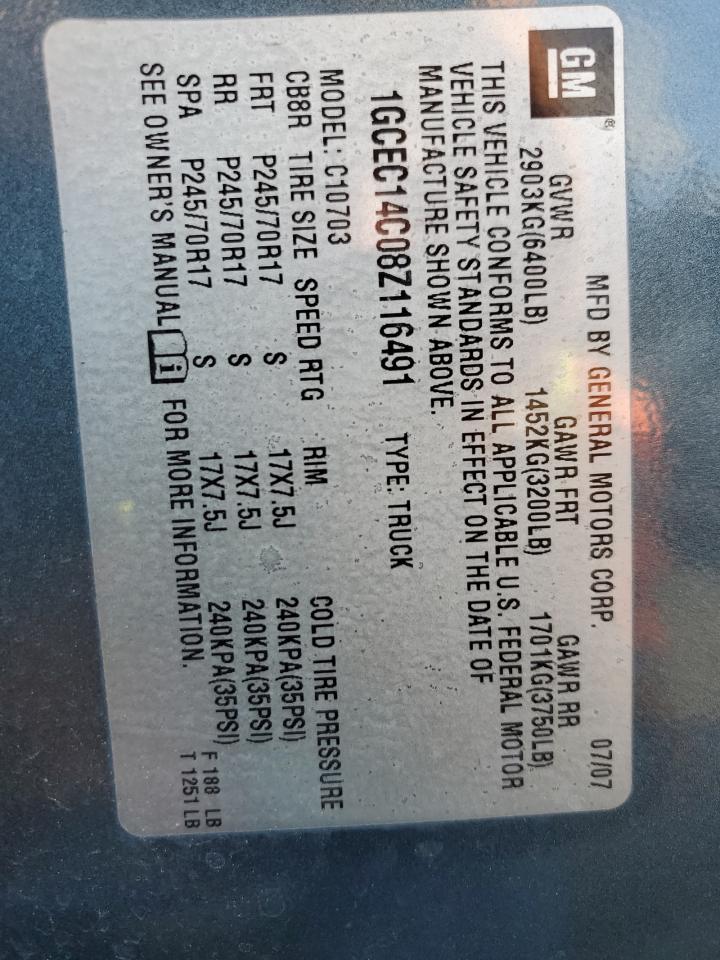 GM®
MFD BY GENERAL MOTORS CORP. 07/07
GVWR GAWR FRT GAWR RR
2903KG(6400LB) 1452KG(3200LB) 1701KG(3750LB)
THIS VEHICLE CONFORMS TO ALL APPLICABLE U.S. FEDERAL MOTOR
VEHICLE SAFETY STANDARDS IN EFFECT ON THE DATE OF
MANUFACTURE SHOWN ABOVE.
1GCEC14C08Z116491 TYPE: TRUCK
MODEL: C10703
CB8R TIRE SIZE SPEED RTG RIM COLD TIRE PRESSURE
FRT P245/70R17 S 17X7.5J 240KPA(35PSI)
RR P245/70R17 S 17X7.5J 240KPA(35PSI)
SPA P245/70R17 S 17X7.5J 240KPA(35PSI) F 188 LB
SEE OWNER'S MANUAL i FOR MORE INFORMATION. T 1251 LB